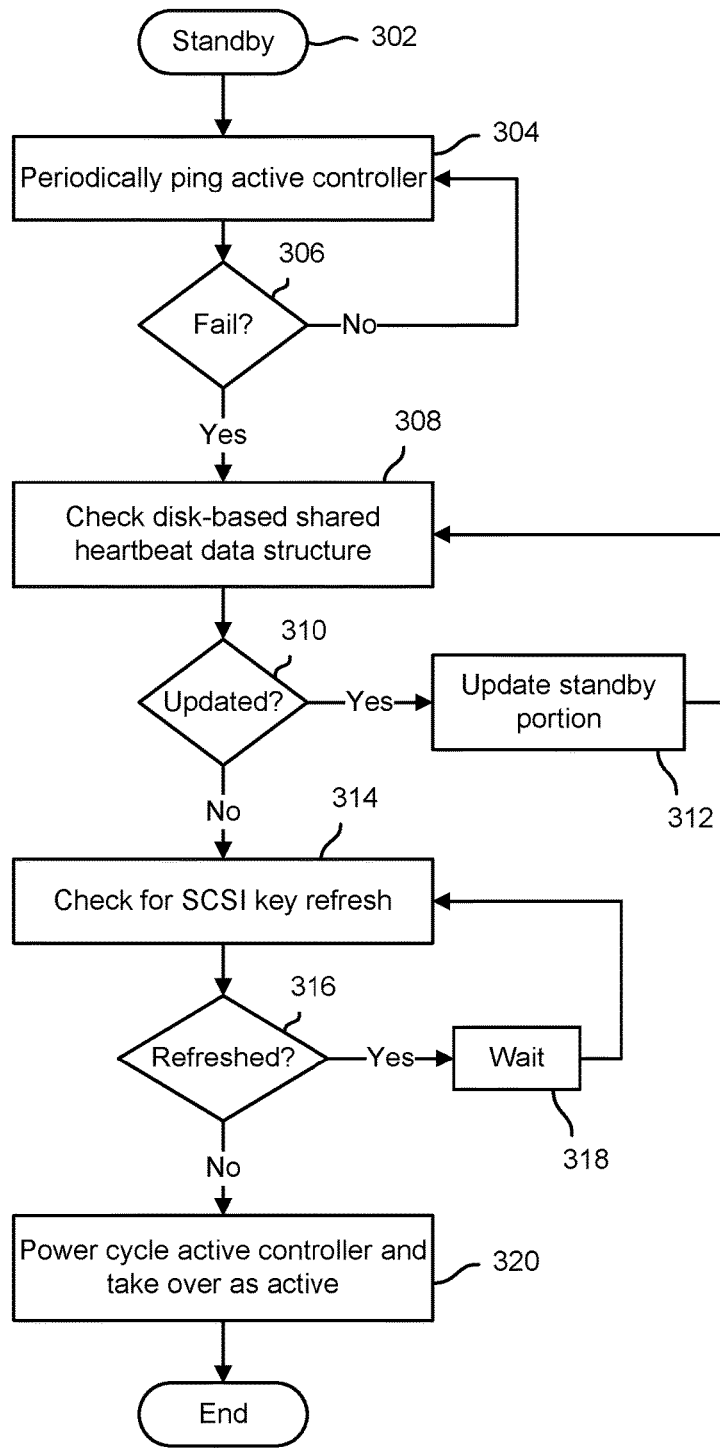 Standby
302
304
Periodically ping active controller
306
Fail?
No
Yes
308
Check disk-based shared
heartbeat data structure
310
Updated?
Yes
Update standby
portion
312
No
314
Check for SCSI key refresh
316
Refreshed?
Yes
Wait
318
No
Power cycle active controller and
take over as active
320
End